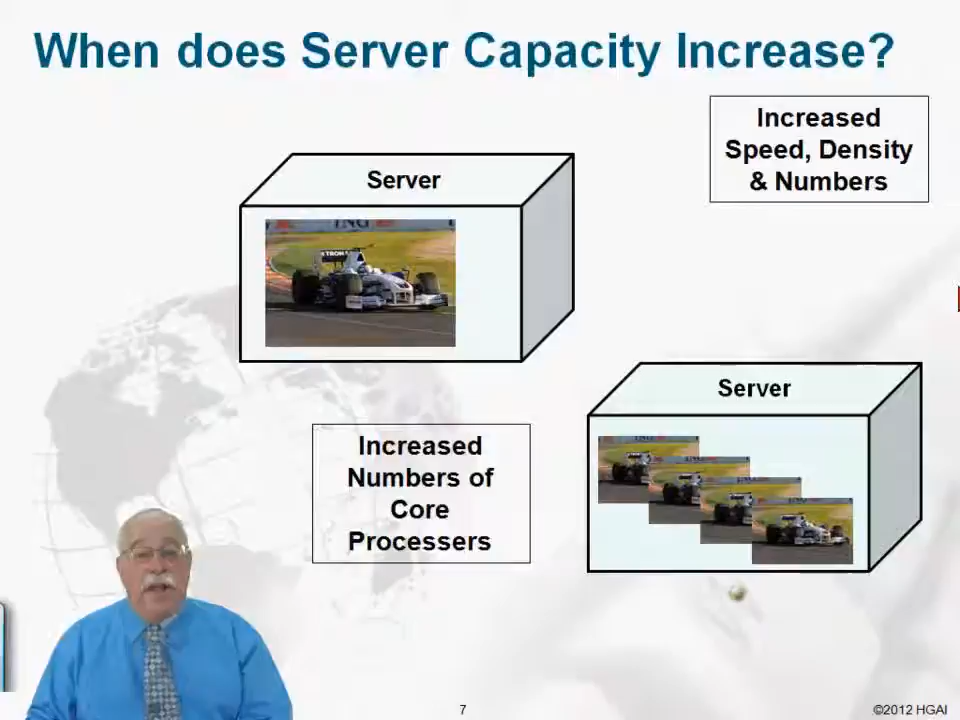 When does Server Capacity Increase?
Increased
Speed, Density
& Numbers
Server
ING
Server
Increased
Numbers of
Core
Processers
7
©2012 HGAI